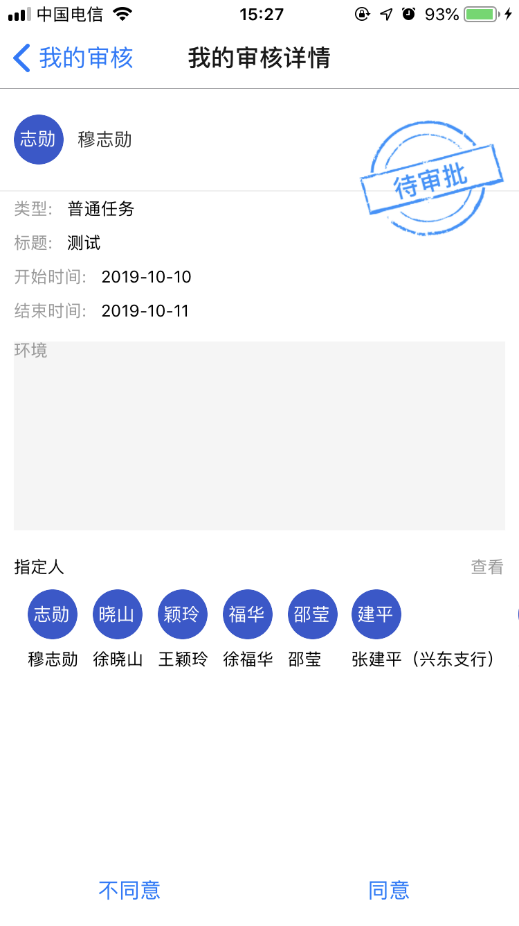 中国电信 15:27 93%
我的审核 我的审核详情
志勋 穆志勋
待审批
类型: 普通任务
标题: 测试
开始时间: 2019-10-10
结束时间: 2019-10-11
环境
指定人 查看
志勋 晓山 颖玲 福华 邵莹 建平
穆志勋 徐晓山 王颖玲 徐福华 邵莹 张建平（兴东支行）
不同意 同意